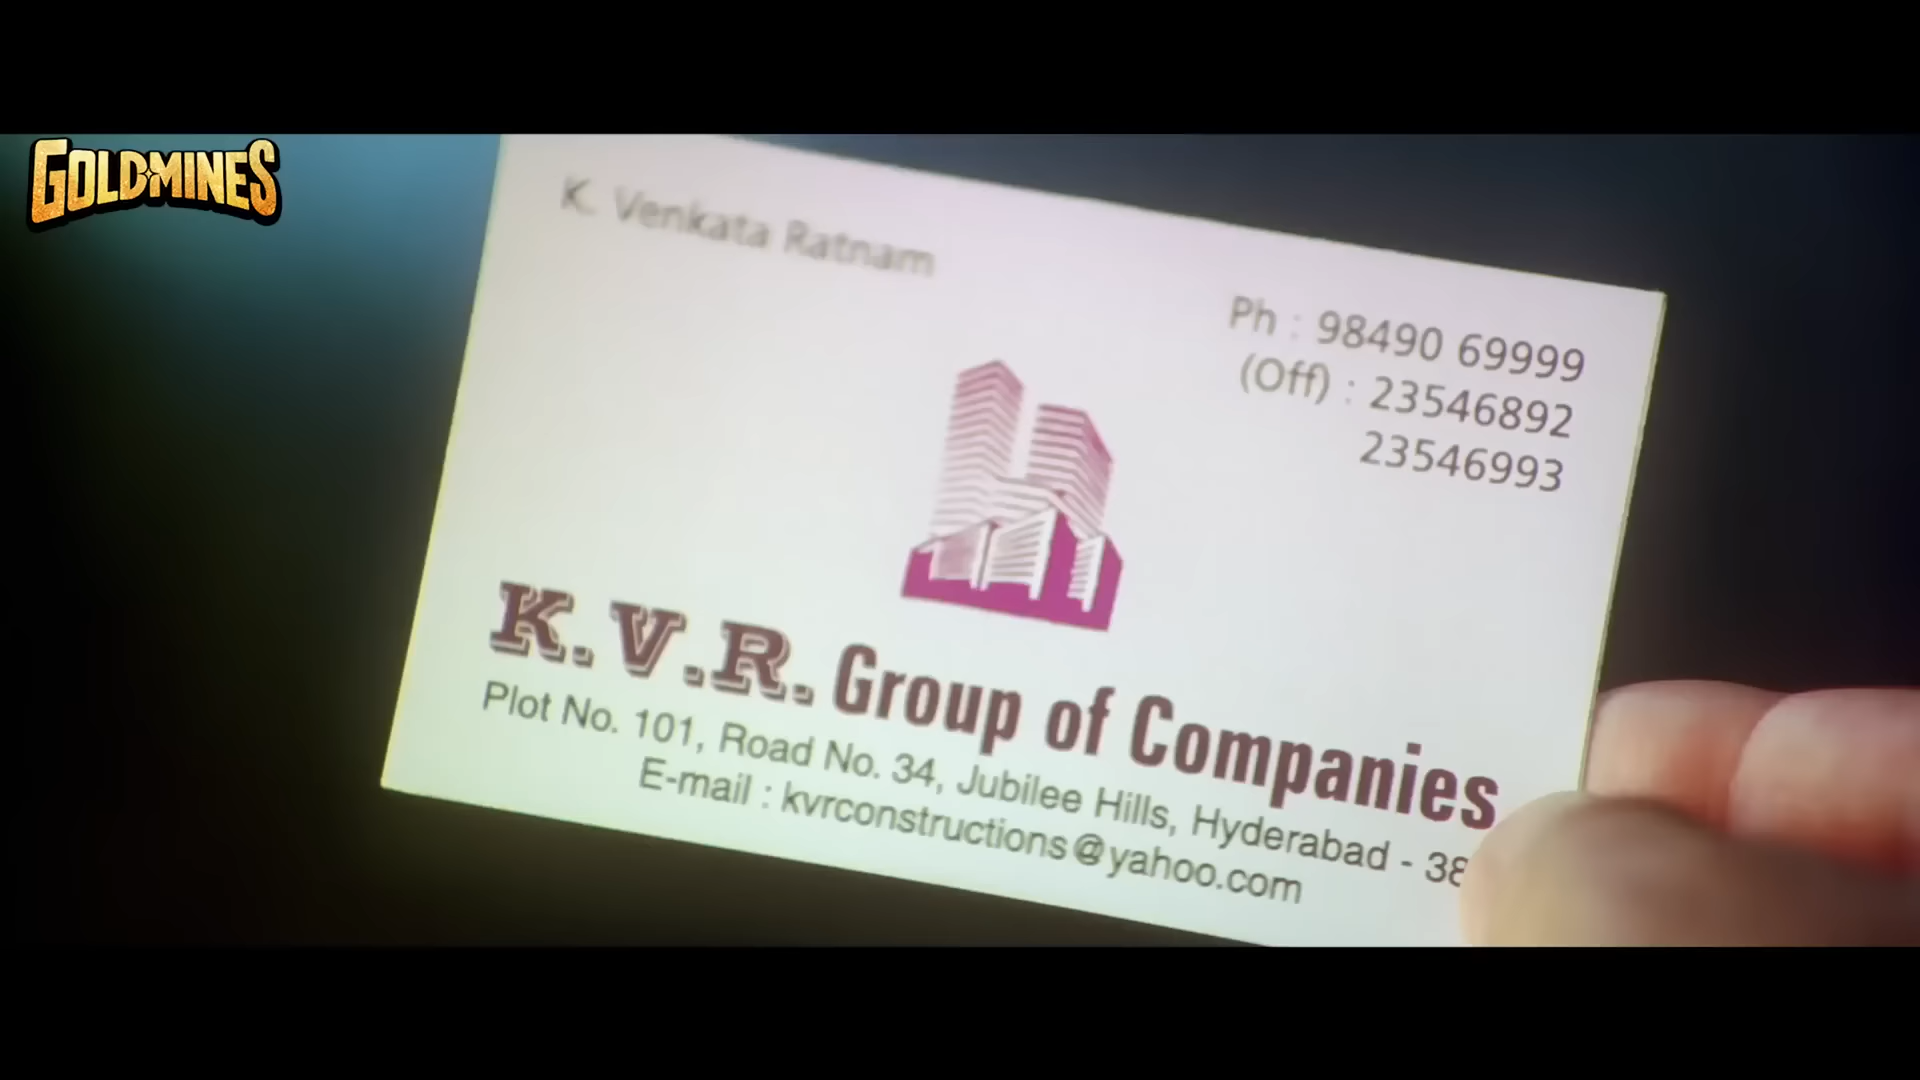 GOLDMINES
K. Venkata Ratnam
Ph : 98490 69999
(Off) : 23546892
23546993
K.V.R. Group of Companies
Plot No. 101, Road No. 34, Jubilee Hills, Hyderabad - 38
E-mail : kvrconstructions@yahoo.com